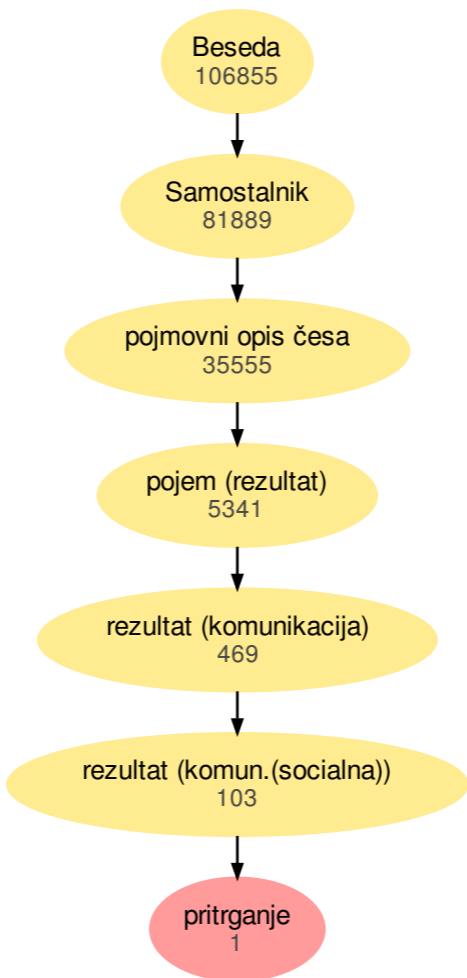 Beseda
106855
Samostalnik
81889
pojmovni opis česa
35555
pojem (rezultat)
5341
rezultat (komunikacija)
469
rezultat (komun.(socialna))
103
pritrganje
1